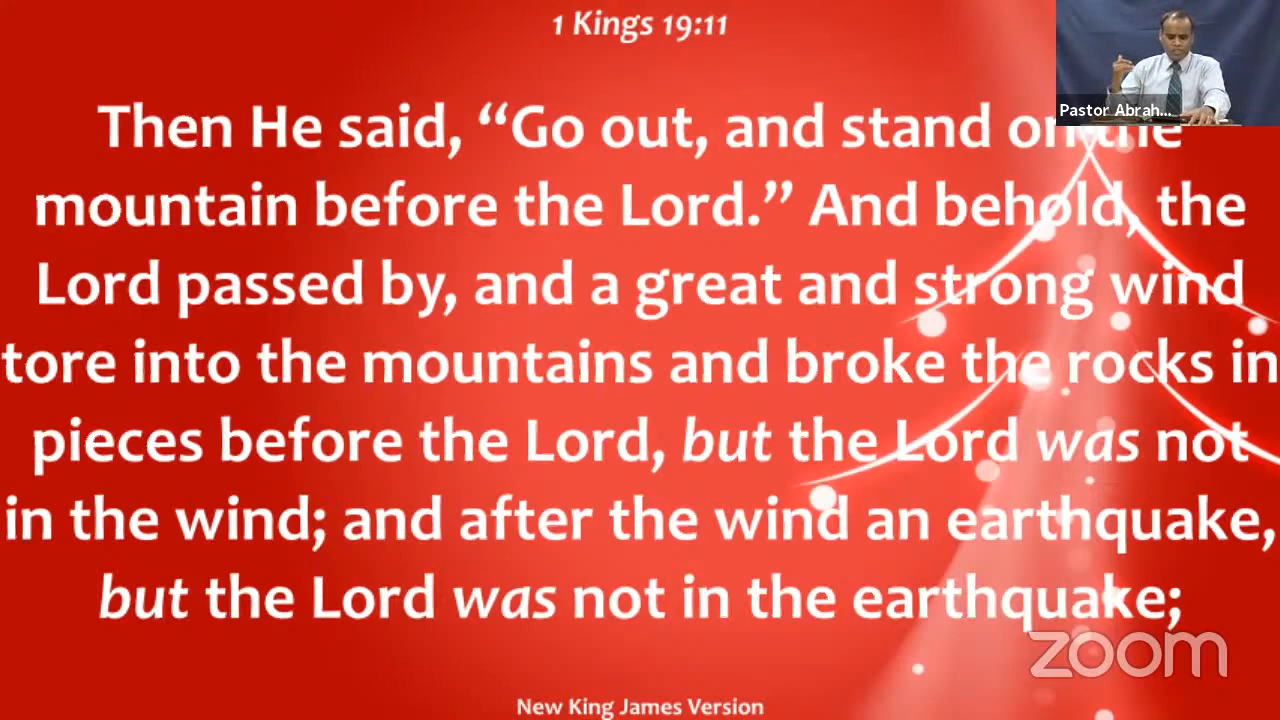 1 Kings 19:11
Pastor Abrah...
Then He said, “Go out, and stand on the
mountain before the Lord.” And behold, the
Lord passed by, and a great and strong wind
tore into the mountains and broke the rocks in
pieces before the Lord, but the Lord was not
in the wind; and after the wind an earthquake,
but the Lord was not in the earthquake;
zoom
New King James Version